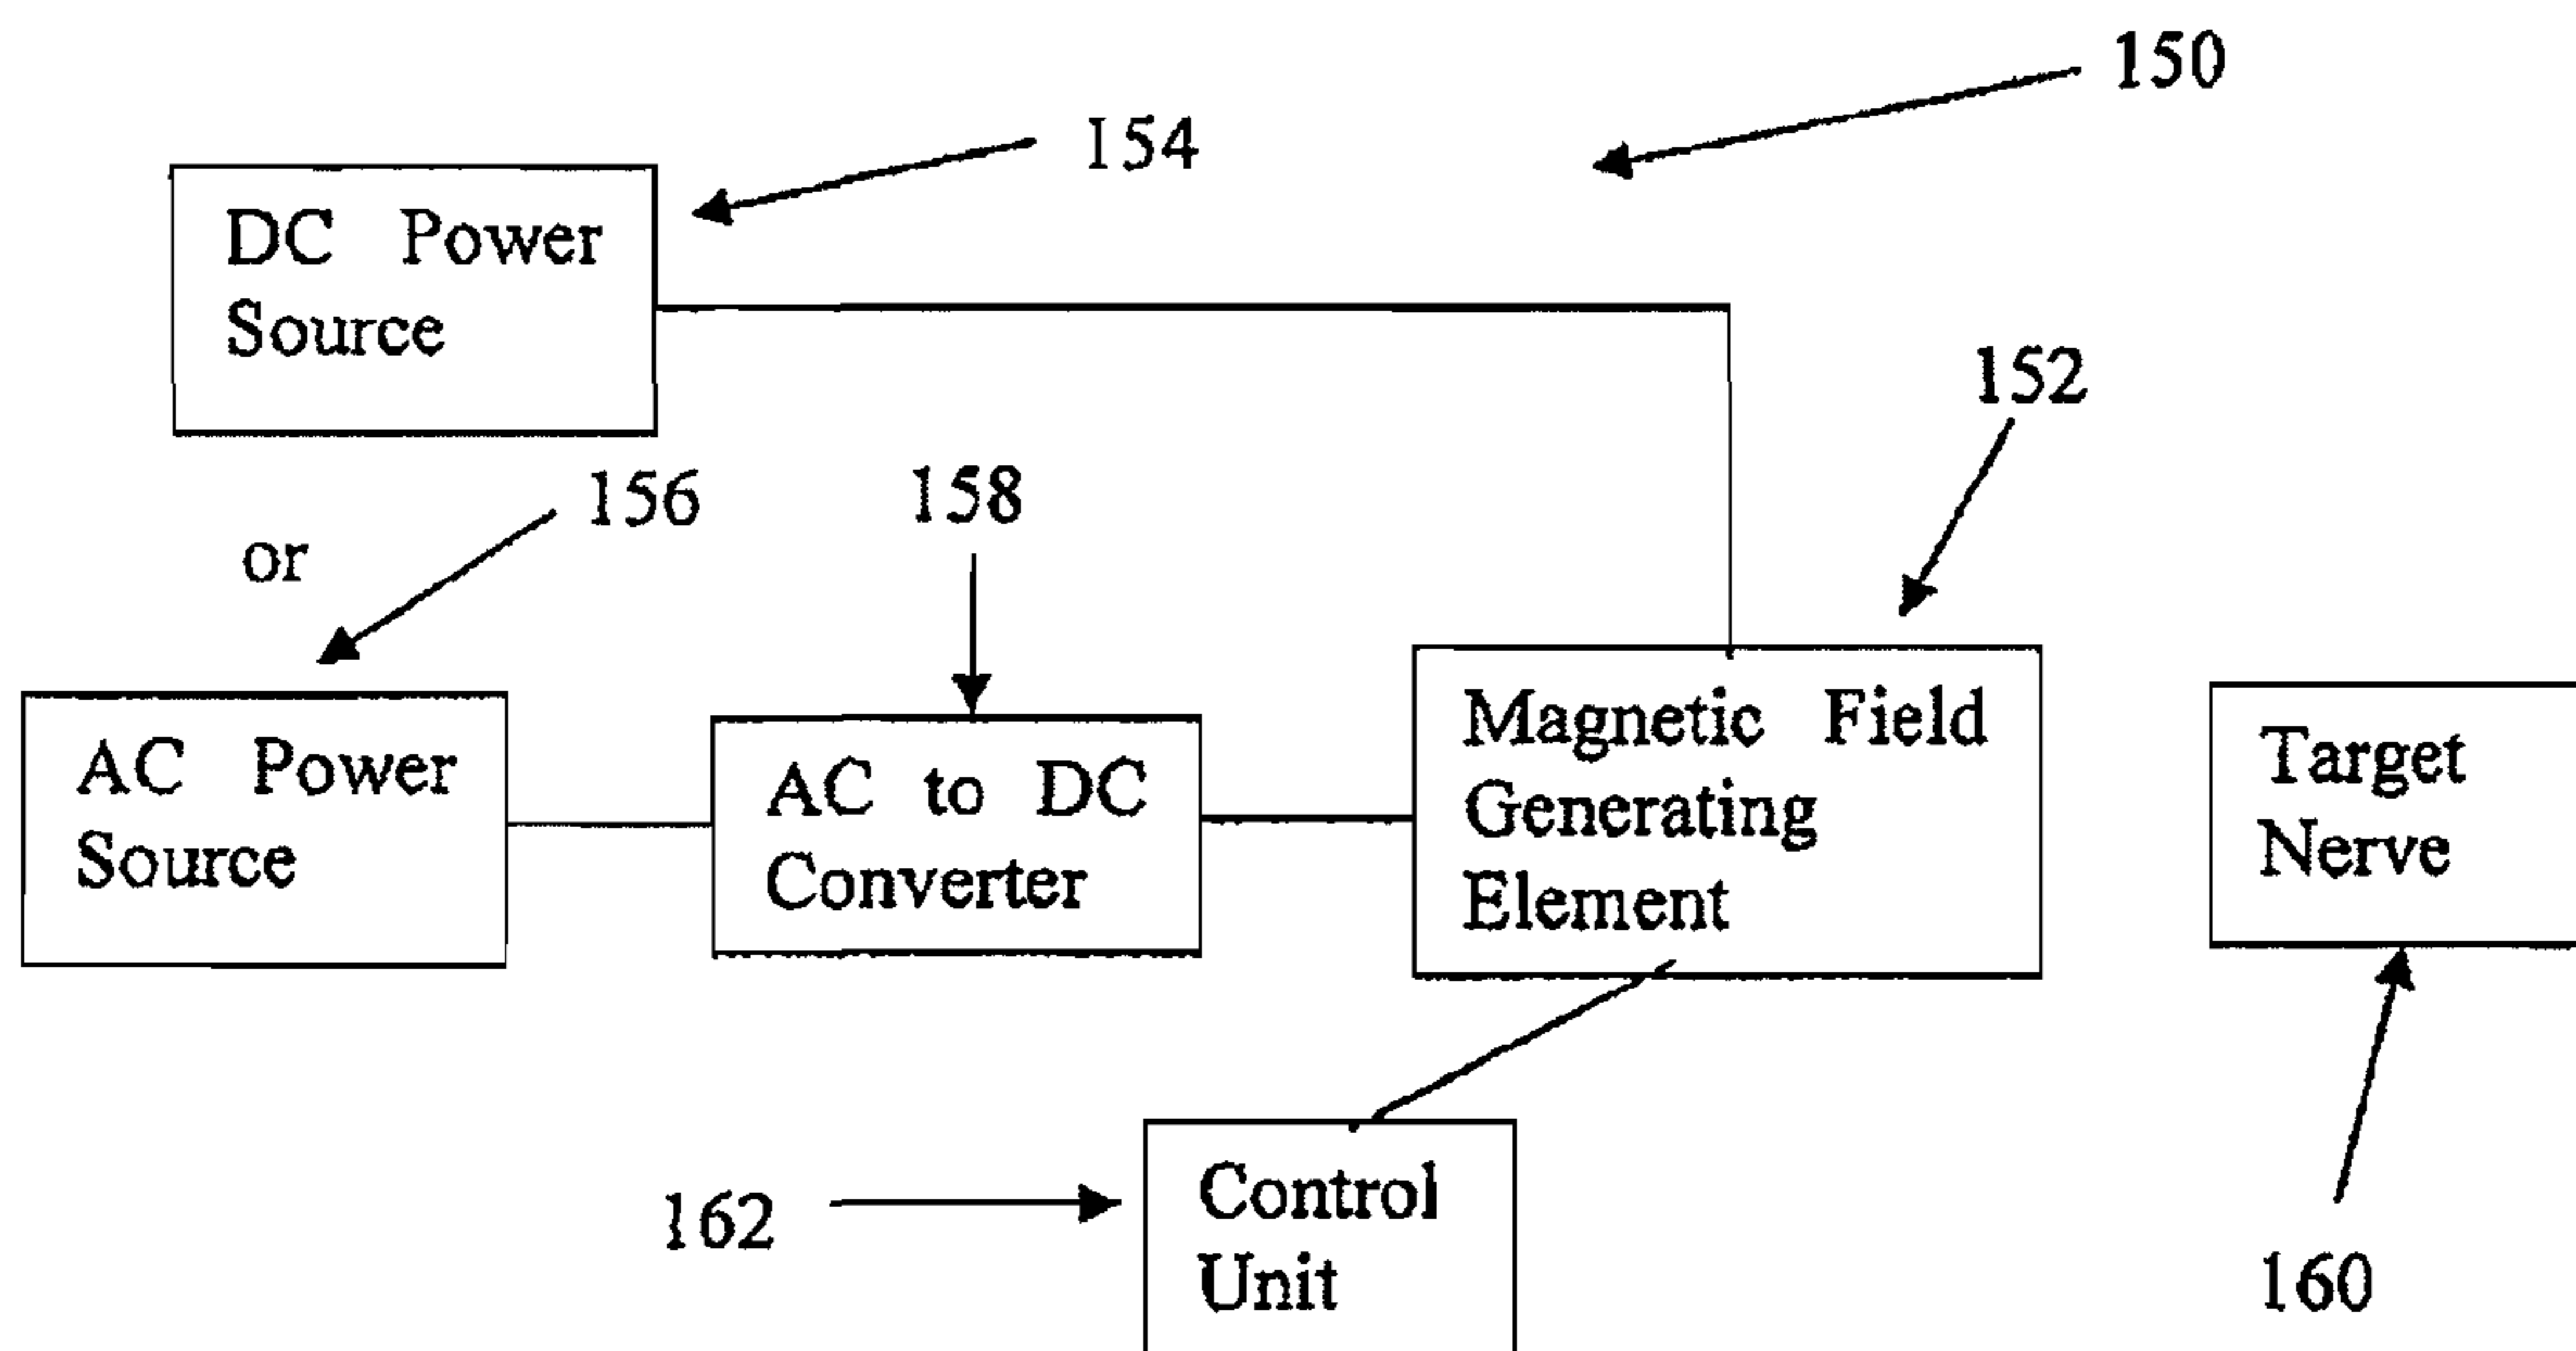 150
154
DC Power
Source
152
156
158
or
AC Power
Source
AC to DC
Converter
Magnetic Field
Generating
Element
Target
Nerve
162
Control
Unit
160